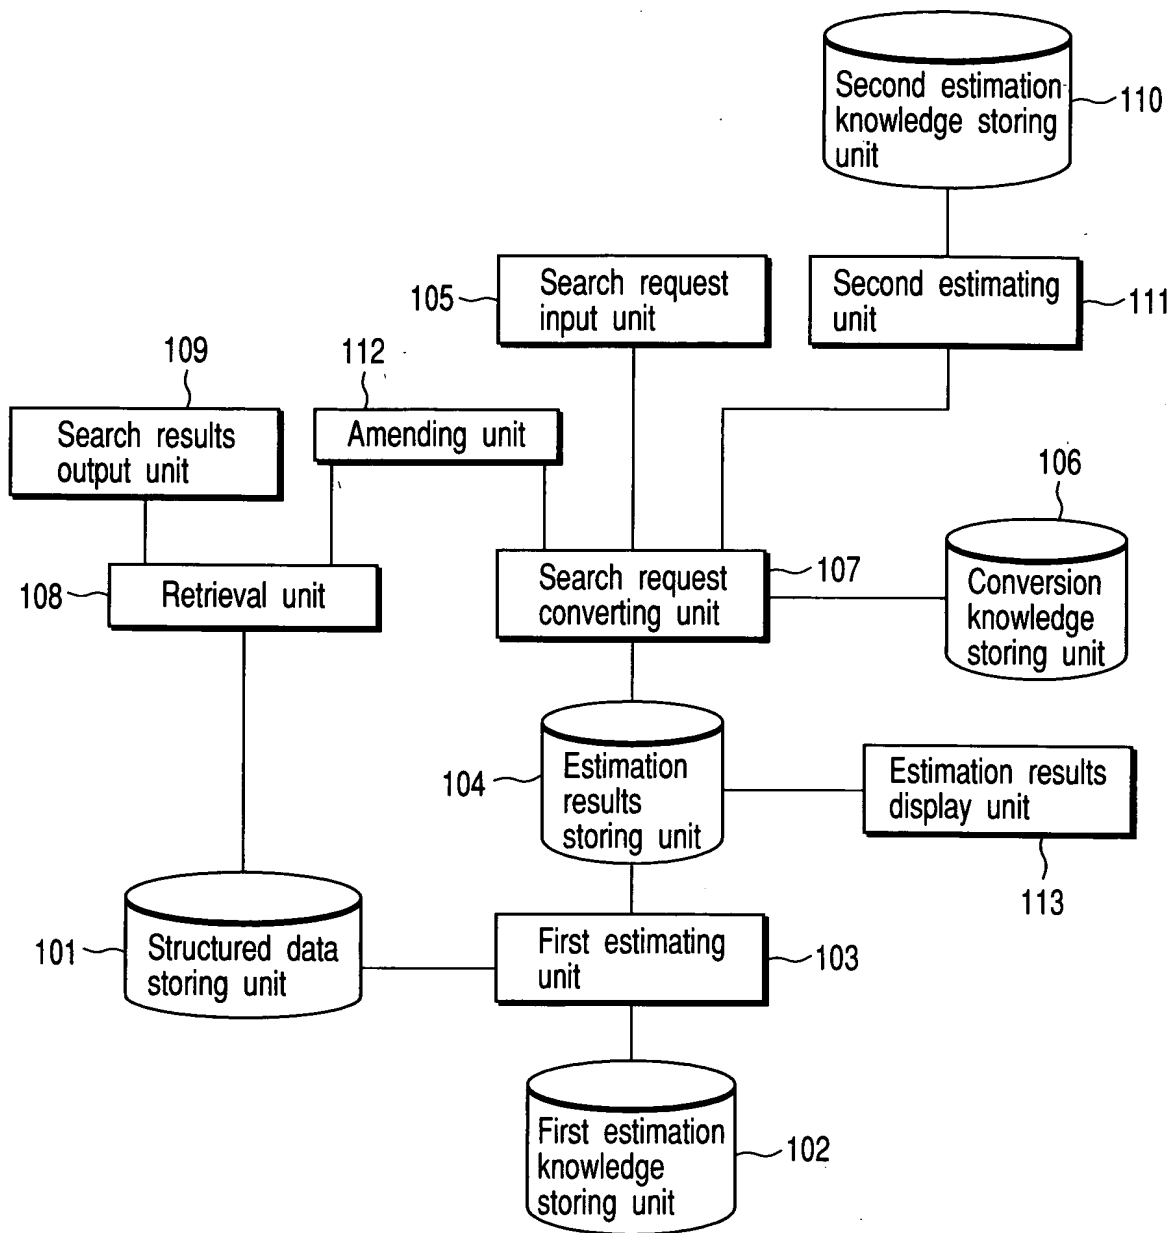 Second estimation
knowledge storing
unit
110
105
Search request
input unit
Second estimating
unit
111
109
112
Search results
output unit
Amending unit
106
108
Retrieval unit
Search request
converting unit
107
Conversion
knowledge
storing unit
104
Estimation
results
storing unit
Estimation results
display unit
113
101
Structured data
storing unit
First estimating
unit
103
First estimation
knowledge
storing unit
102